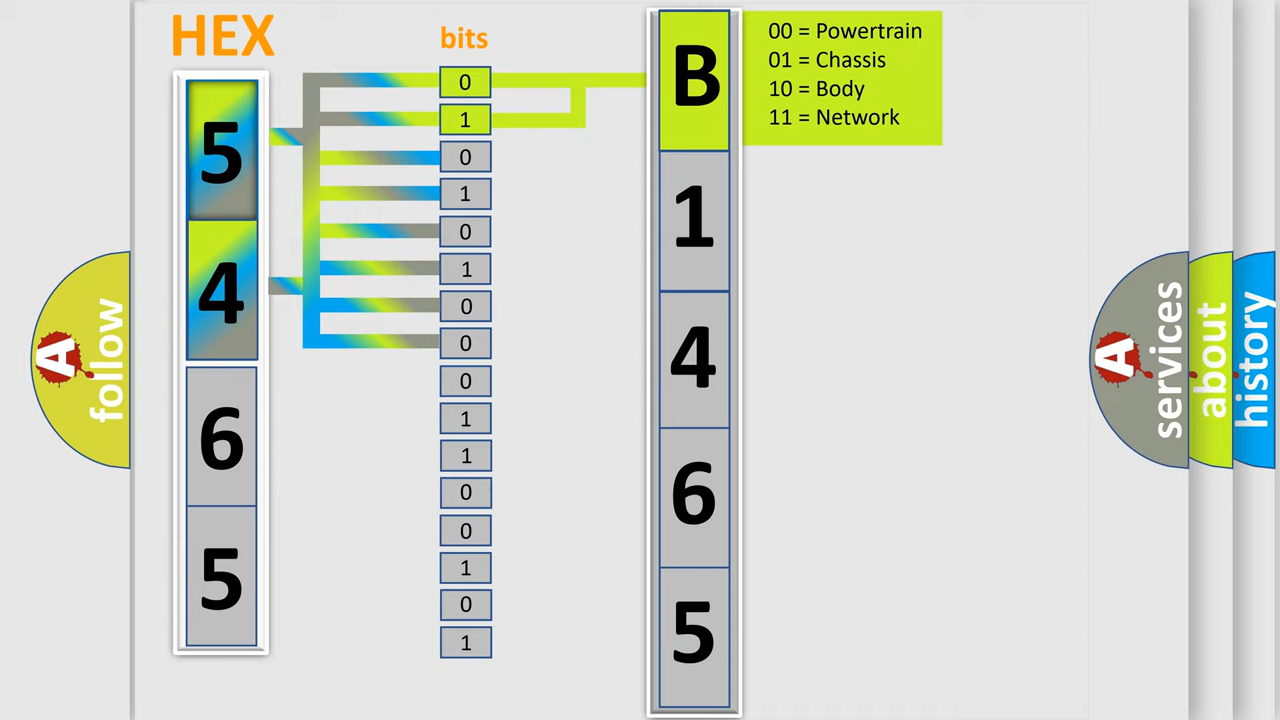 HEX
bits
5
4
6
5
0
1
0
1
0
1
0
0
0
1
1
0
0
1
0
1
B
1
4
6
5
00 = Powertrain
01 = Chassis
10 = Body
11 = Network
A
follow
A
services
about
history